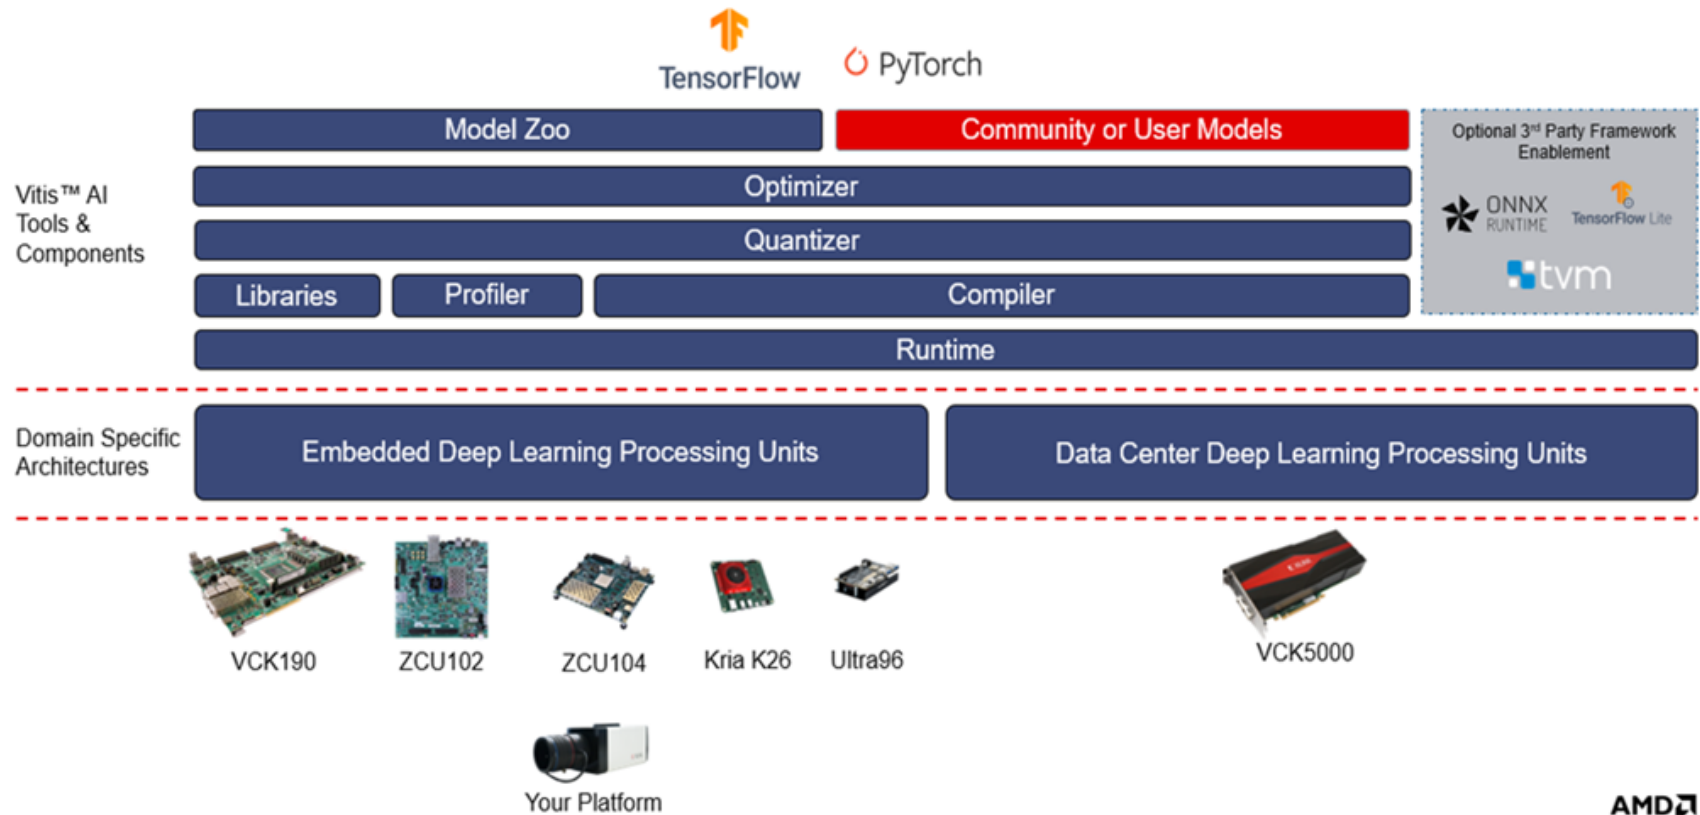 TensorFlow
PyTorch
Model Zoo
Community or User Models
Optional 3rd Party Framework
Enablement
Vitis™ AI
Tools &
Components
Optimizer
ONNX
RUNTIME
TensorFlow Lite
Quantizer
tvm
Libraries
Profiler
Compiler
Runtime
Domain Specific
Architectures
Embedded Deep Learning Processing Units
Data Center Deep Learning Processing Units
VCK190
ZCU102
ZCU104
Kria K26
Ultra96
VCK5000
Your Platform
AMD